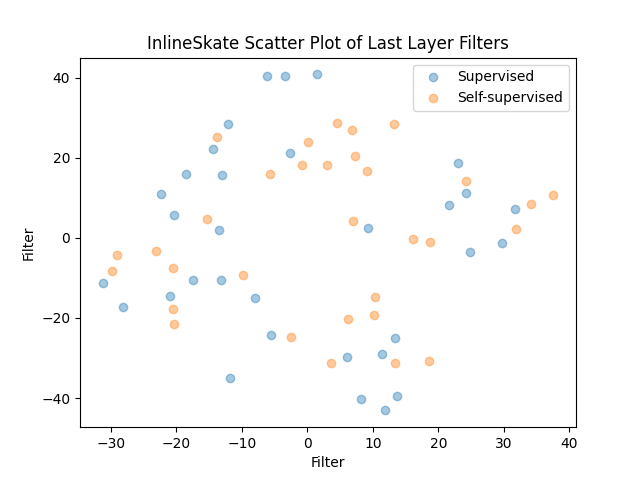 InlineSkate Scatter Plot of Last Layer Filters
Supervised
Self-supervised
40
20
0
−20
−40
Filter
−30
−20
−10
0
10
20
30
40
Filter